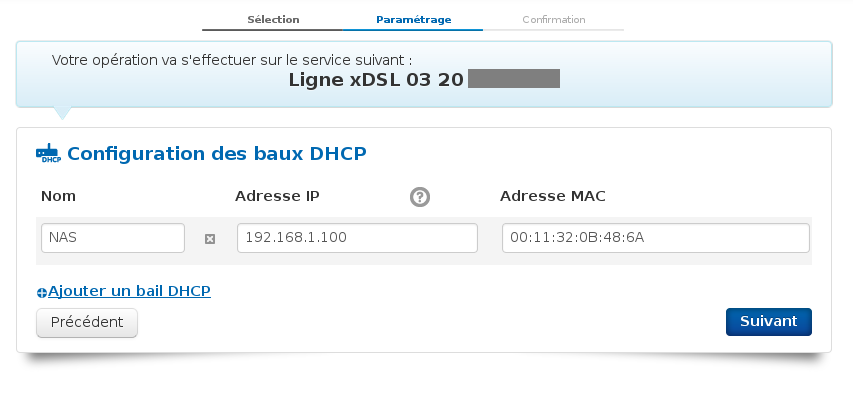 Sélection Paramétrage Confirmation
Votre opération va s'effectuer sur le service suivant :
Ligne xDSL 03 20
DHCP Configuration des baux DHCP
Nom Adresse IP ? Adresse MAC
NAS 192.168.1.100 00:11:32:0B:48:6A
Ajouter un bail DHCP
Précédent Suivant